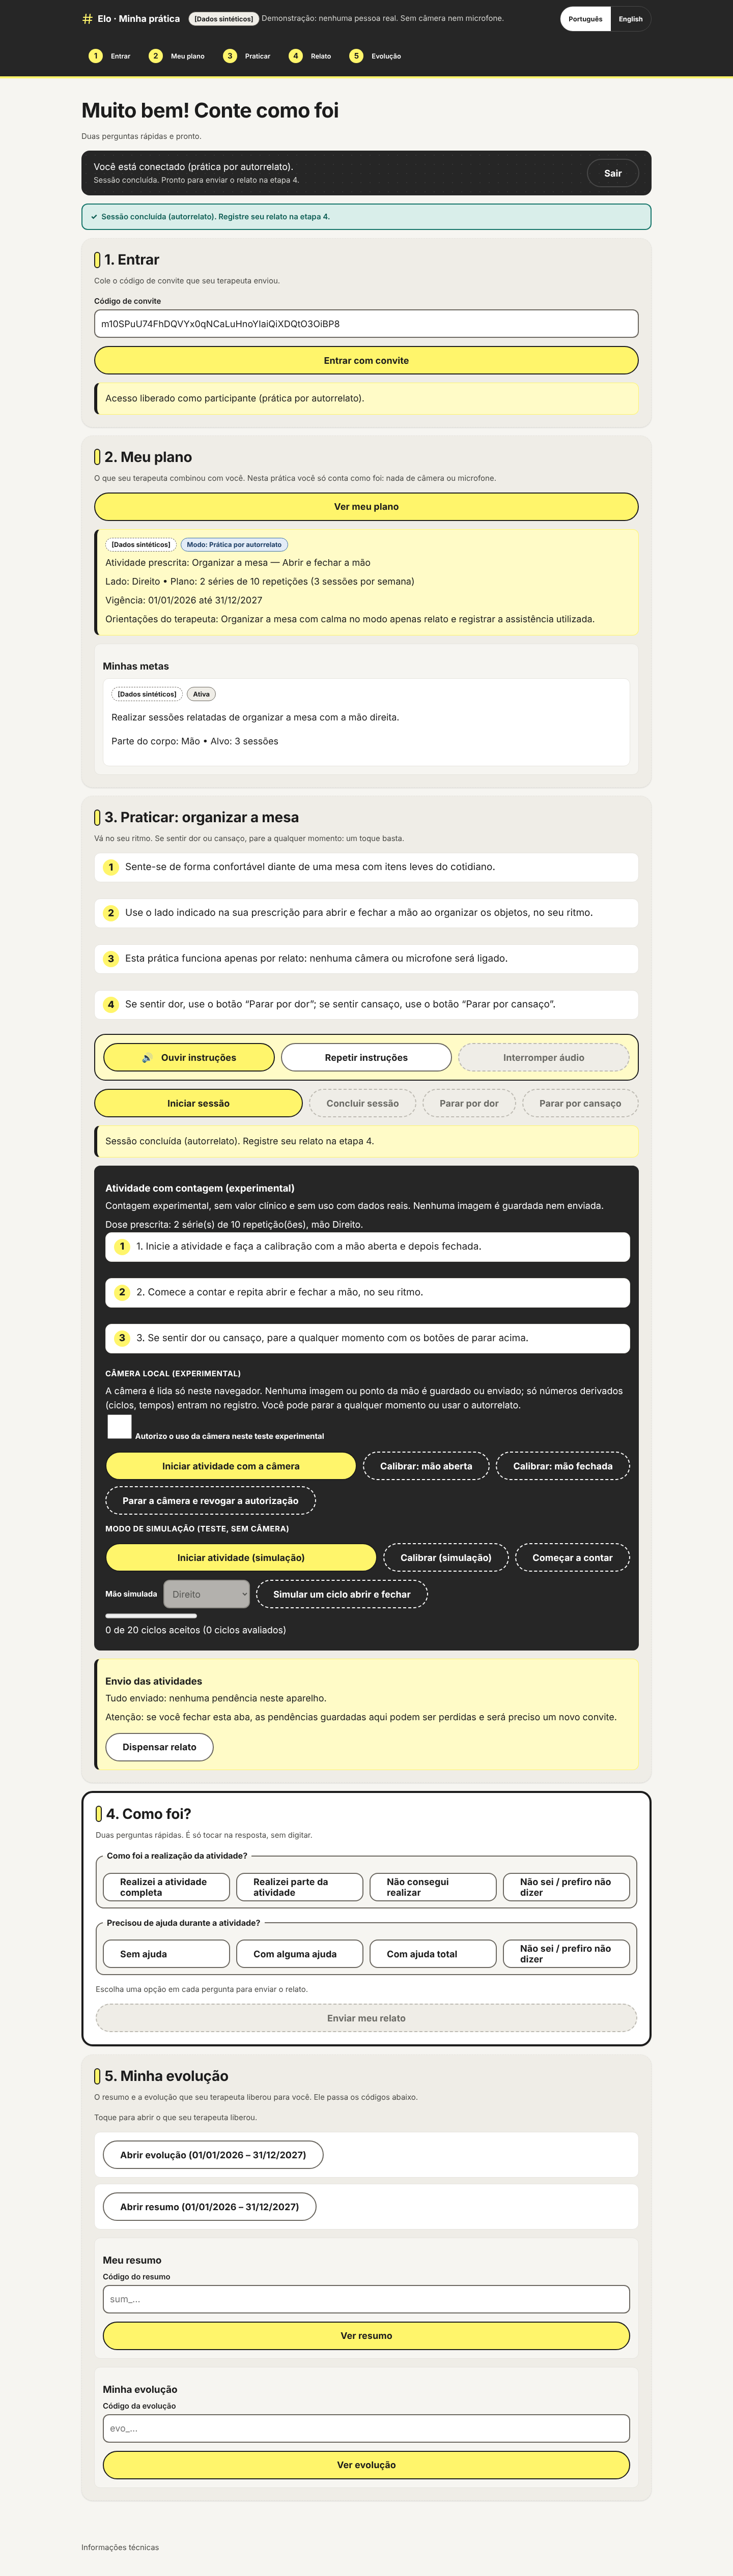 Elo · Minha prática
[Dados sintéticos] Demonstração: nenhuma pessoa real. Sem câmera nem microfone.
Português English
1 Entrar 2 Meu plano 3 Praticar 4 Relato 5 Evolução
Muito bem! Conte como foi
Duas perguntas rápidas e pronto.
Você está conectado (prática por autorrelato).
Sessão concluída. Pronto para enviar o relato na etapa 4.
Sair
✓ Sessão concluída (autorrelato). Registre seu relato na etapa 4.
1. Entrar
Cole o código de convite que seu terapeuta enviou.
Código de convite
m10SPuU74FhDQVYx0qNCaLuHnoYIaiQiXDQtO3OiBP8
Entrar com convite
Acesso liberado como participante (prática por autorrelato).
2. Meu plano
O que seu terapeuta combinou com você. Nesta prática você só conta como foi: nada de câmera ou microfone.
Ver meu plano
[Dados sintéticos] Modo: Prática por autorrelato
Atividade prescrita: Organizar a mesa — Abrir e fechar a mão
Lado: Direito • Plano: 2 séries de 10 repetições (3 sessões por semana)
Vigência: 01/01/2026 até 31/12/2027
Orientações do terapeuta: Organizar a mesa com calma no modo apenas relato e registrar a assistência utilizada.
Minhas metas
[Dados sintéticos] Ativa
Realizar sessões relatadas de organizar a mesa com a mão direita.
Parte do corpo: Mão • Alvo: 3 sessões
3. Praticar: organizar a mesa
Vá no seu ritmo. Se sentir dor ou cansaço, pare a qualquer momento: um toque basta.
1 Sente-se de forma confortável diante de uma mesa com itens leves do cotidiano.
2 Use o lado indicado na sua prescrição para abrir e fechar a mão ao organizar os objetos, no seu ritmo.
3 Esta prática funciona apenas por relato: nenhuma câmera ou microfone será ligado.
4 Se sentir dor, use o botão “Parar por dor”; se sentir cansaço, use o botão “Parar por cansaço”.
🔊 Ouvir instruções Repetir instruções Interromper áudio
Iniciar sessão Concluir sessão Parar por dor Parar por cansaço
Sessão concluída (autorrelato). Registre seu relato na etapa 4.
Atividade com contagem (experimental)
Contagem experimental, sem valor clínico e sem uso com dados reais. Nenhuma imagem é guardada nem enviada.
Dose prescrita: 2 série(s) de 10 repetição(ões), mão Direito.
1 1. Inicie a atividade e faça a calibração com a mão aberta e depois fechada.
2 2. Comece a contar e repita abrir e fechar a mão, no seu ritmo.
3 3. Se sentir dor ou cansaço, pare a qualquer momento com os botões de parar acima.
CÂMERA LOCAL (EXPERIMENTAL)
A câmera é lida só neste navegador. Nenhuma imagem ou ponto da mão é guardado ou enviado; só números derivados
(ciclos, tempos) entram no registro. Você pode parar a qualquer momento ou usar o autorrelato.
Autorizo o uso da câmera neste teste experimental
Iniciar atividade com a câmera Calibrar: mão aberta Calibrar: mão fechada
Parar a câmera e revogar a autorização
MODO DE SIMULAÇÃO (TESTE, SEM CÂMERA)
Iniciar atividade (simulação) Calibrar (simulação) Começar a contar
Mão simulada Direito Simular um ciclo abrir e fechar
0 de 20 ciclos aceitos (0 ciclos avaliados)
Envio das atividades
Tudo enviado: nenhuma pendência neste aparelho.
Atenção: se você fechar esta aba, as pendências guardadas aqui podem ser perdidas e será preciso um novo convite.
Dispensar relato
4. Como foi?
Duas perguntas rápidas. É só tocar na resposta, sem digitar.
Como foi a realização da atividade?
Realizei a atividade completa Realizei parte da atividade Não consegui realizar Não sei / prefiro não dizer
Precisou de ajuda durante a atividade?
Sem ajuda Com alguma ajuda Com ajuda total Não sei / prefiro não dizer
Escolha uma opção em cada pergunta para enviar o relato.
Enviar meu relato
5. Minha evolução
O resumo e a evolução que seu terapeuta liberou para você. Ele passa os códigos abaixo.
Toque para abrir o que seu terapeuta liberou.
Abrir evolução (01/01/2026 – 31/12/2027)
Abrir resumo (01/01/2026 – 31/12/2027)
Meu resumo
Código do resumo
sum_...
Ver resumo
Minha evolução
Código da evolução
evo_...
Ver evolução
Informações técnicas